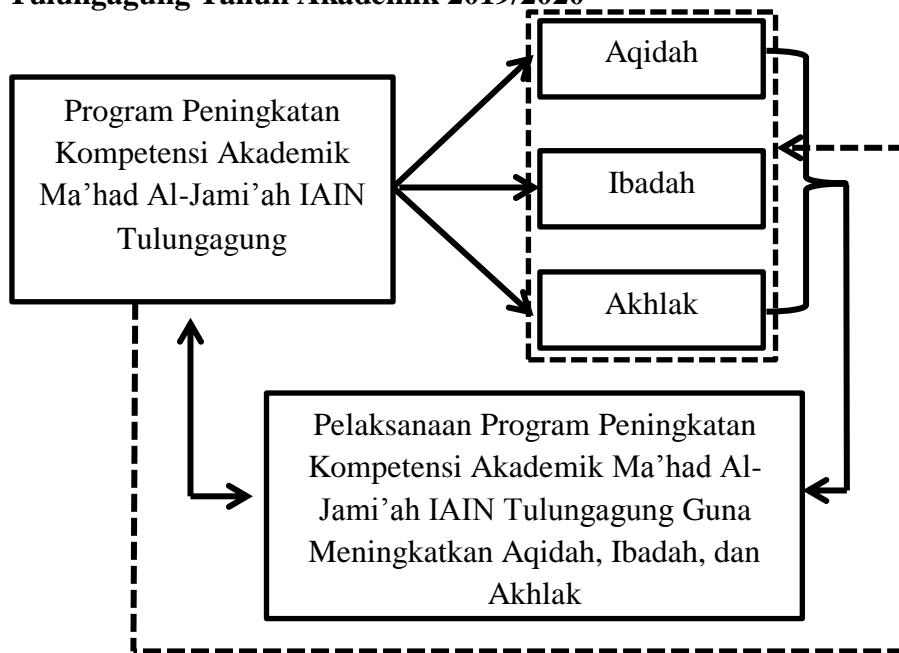 Tulungagung Tahun Akademik 2019/2020
Program Peningkatan
Kompetensi Akademik
Ma’had Al-Jami’ah IAIN
Tulungagung
Aqidah
Ibadah
Akhlak
Pelaksanaan Program Peningkatan
Kompetensi Akademik Ma’had Al-
Jami’ah IAIN Tulungagung Guna
Meningkatkan Aqidah, Ibadah, dan
Akhlak